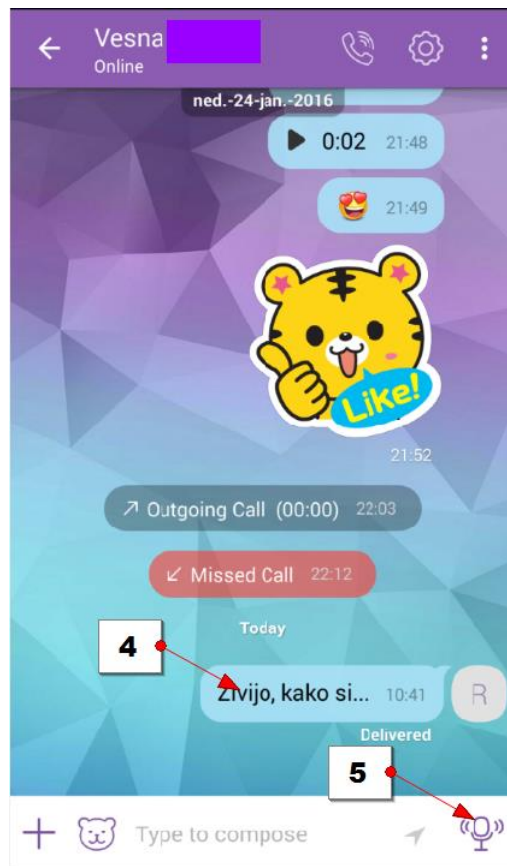 Vesna
Online
ned.-24-jan.-2016
0:02 21:48
21:49
Like!
21:52
Outgoing Call (00:00) 22:03
Missed Call 22:12
Today
4
Živijo, kako si... 10:41 R
Delivered
5
Type to compose